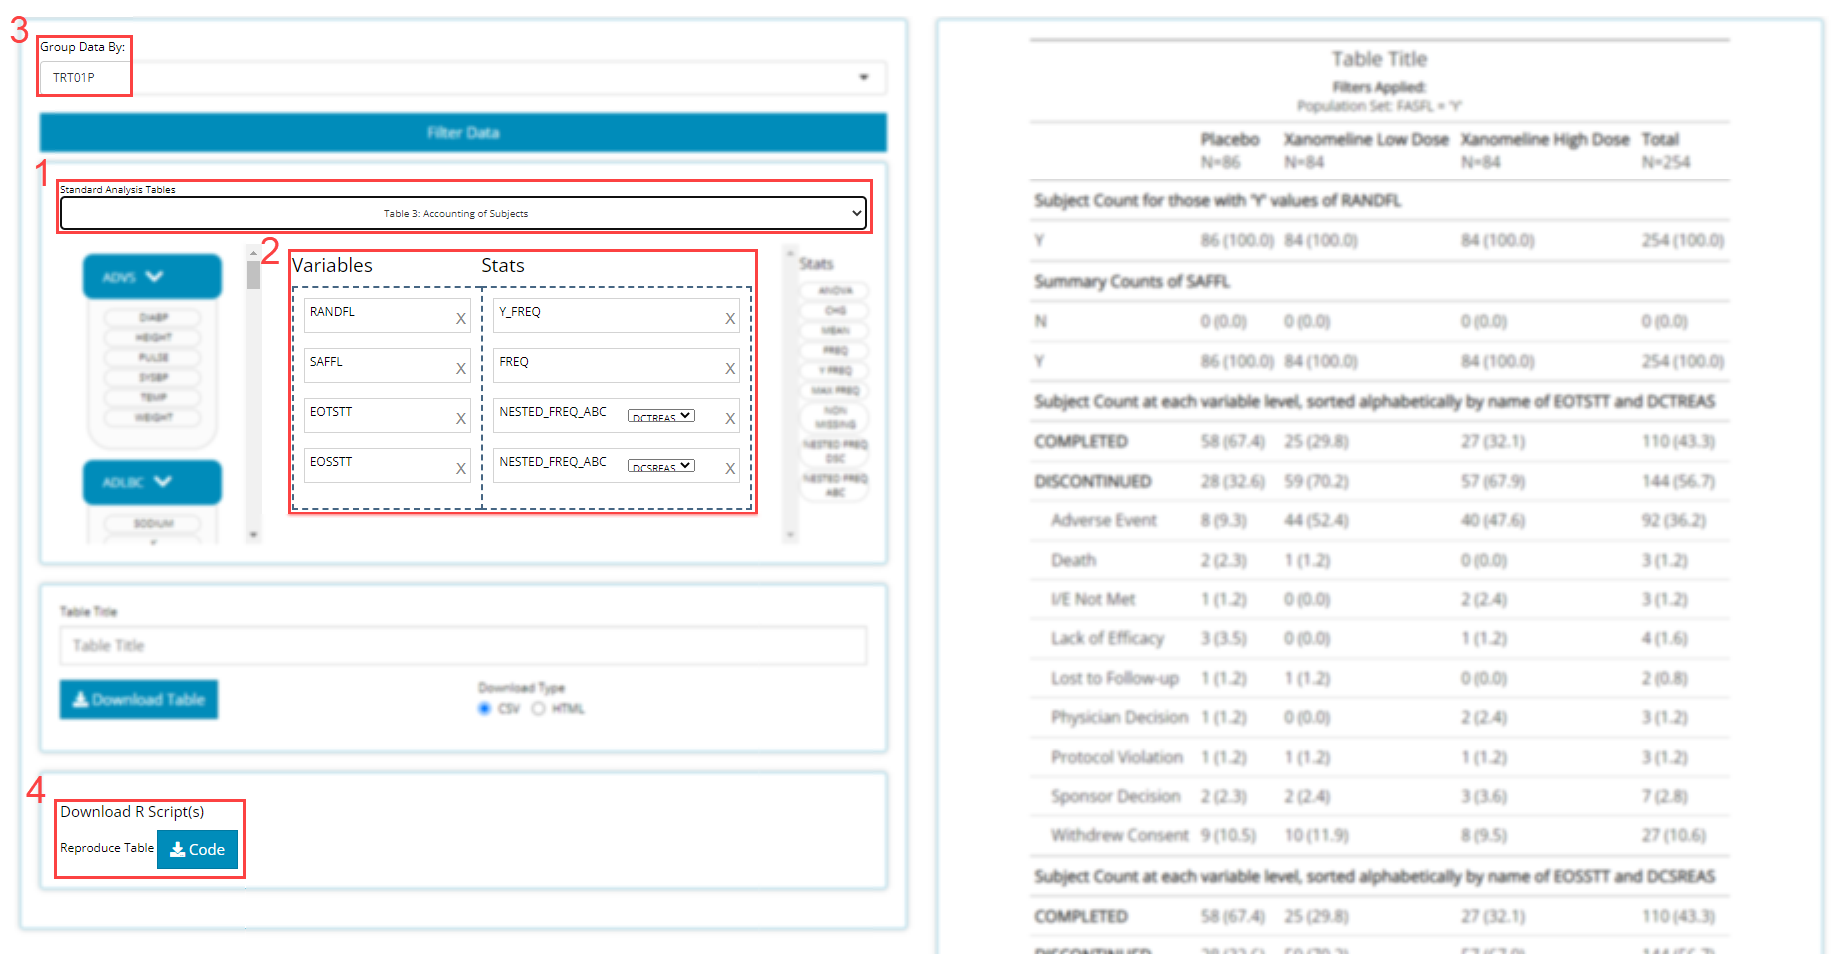 3
Group Data By:
TRT01P
Filter Data
1
Standard Analysis Tables
Table 3: Accounting of Subjects
ADVS
DIABP
HEIGHT
PULSE
SYSBP
TEMP
WEIGHT
ADLBC
SODIUM
2
Variables Stats
RANDFL X Y_FREQ X
SAFFL X FREQ X
EOTSTT X NESTED_FREQ_ABC DCTREAS X
EOSSTT X NESTED_FREQ_ABC DCSREAS X
Stats
ANOVA
CHG
MEAN
FREQ
Y FREQ
MAX FREQ
NON
MISSING
NESTED FREQ
DSC
NESTED FREQ
ABC
Table Title
Table Title
Download Table
Download Type
CSV HTML
4
Download R Script(s)
Reproduce Table Code
Table Title
Filters Applied:
Population Set: FASFL = 'Y'
Placebo Xanomeline Low Dose Xanomeline High Dose Total
N=86 N=84 N=84 N=254
Subject Count for those with 'Y' values of RANDFL
Y 86 (100.0) 84 (100.0) 84 (100.0) 254 (100.0)
Summary Counts of SAFFL
N 0 (0.0) 0 (0.0) 0 (0.0) 0 (0.0)
Y 86 (100.0) 84 (100.0) 84 (100.0) 254 (100.0)
Subject Count at each variable level, sorted alphabetically by name of EOTSTT and DCTREAS
COMPLETED 58 (67.4) 25 (29.8) 27 (32.1) 110 (43.3)
DISCONTINUED 28 (32.6) 59 (70.2) 57 (67.9) 144 (56.7)
Adverse Event 8 (9.3) 44 (52.4) 40 (47.6) 92 (36.2)
Death 2 (2.3) 1 (1.2) 0 (0.0) 3 (1.2)
I/E Not Met 1 (1.2) 0 (0.0) 2 (2.4) 3 (1.2)
Lack of Efficacy 3 (3.5) 0 (0.0) 1 (1.2) 4 (1.6)
Lost to Follow-up 1 (1.2) 1 (1.2) 0 (0.0) 2 (0.8)
Physician Decision 1 (1.2) 0 (0.0) 2 (2.4) 3 (1.2)
Protocol Violation 1 (1.2) 1 (1.2) 1 (1.2) 3 (1.2)
Sponsor Decision 2 (2.3) 2 (2.4) 3 (3.6) 7 (2.8)
Withdrew Consent 9 (10.5) 10 (11.9) 8 (9.5) 27 (10.6)
Subject Count at each variable level, sorted alphabetically by name of EOSSTT and DCSREAS
COMPLETED 58 (67.4) 25 (29.8) 27 (32.1) 110 (43.3)